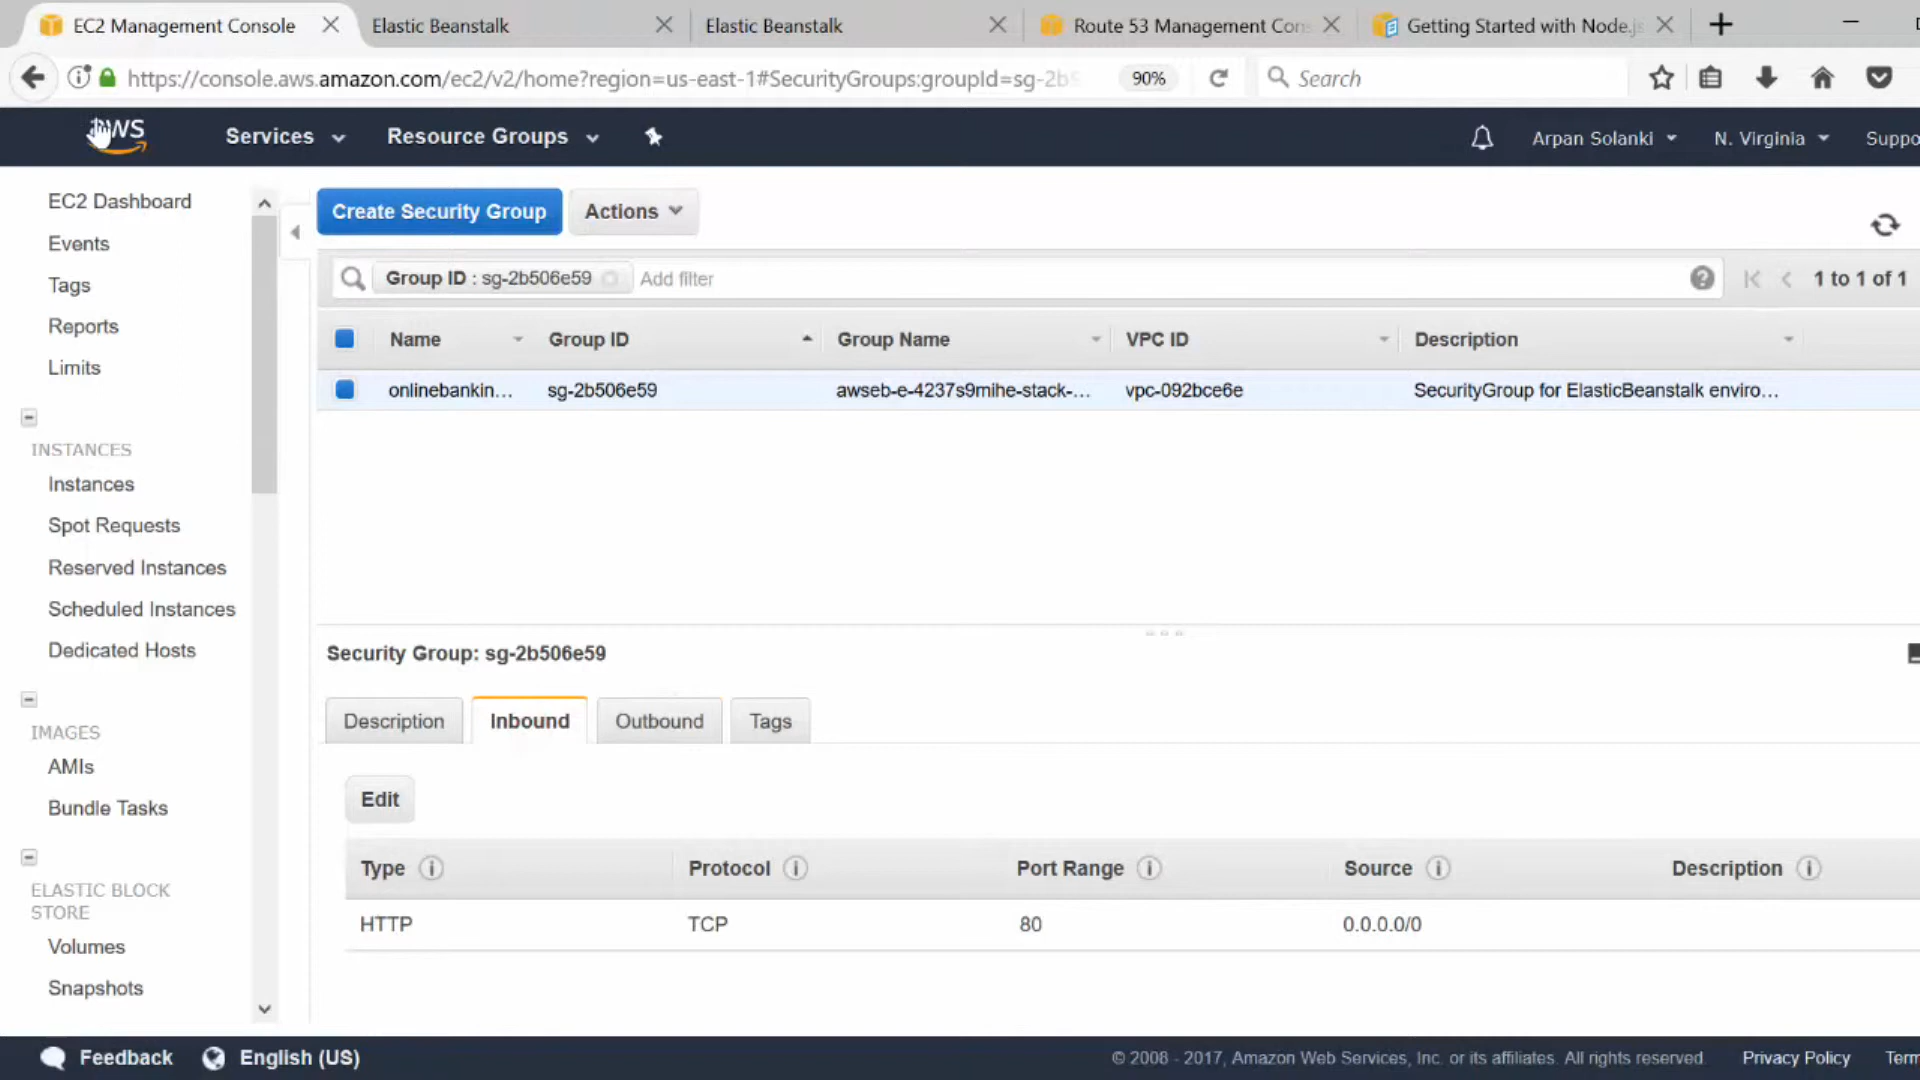 EC2 Management Console
Elastic Beanstalk
Elastic Beanstalk
Route 53 Management Con
Getting Started with Node.js
https://console.aws.amazon.com/ec2/v2/home?region=us-east-1#SecurityGroups:groupId=sg-2b5
90%
Search
aws
Services
Resource Groups
Arpan Solanki
N. Virginia
Suppo
EC2 Dashboard
Events
Tags
Reports
Limits
INSTANCES
Instances
Spot Requests
Reserved Instances
Scheduled Instances
Dedicated Hosts
IMAGES
AMIs
Bundle Tasks
ELASTIC BLOCK
STORE
Volumes
Snapshots
Create Security Group
Actions
Group ID : sg-2b506e59
Add filter
1 to 1 of 1
Name
Group ID
Group Name
VPC ID
Description
onlinebankin...
sg-2b506e59
awseb-e-4237s9mihe-stack-...
vpc-092bce6e
SecurityGroup for ElasticBeanstalk enviro...
Security Group: sg-2b506e59
Description
Inbound
Outbound
Tags
Edit
Type
Protocol
Port Range
Source
Description
HTTP
TCP
80
0.0.0.0/0
Feedback
English (US)
© 2008 - 2017, Amazon Web Services, Inc. or its affiliates. All rights reserved.
Privacy Policy
Term